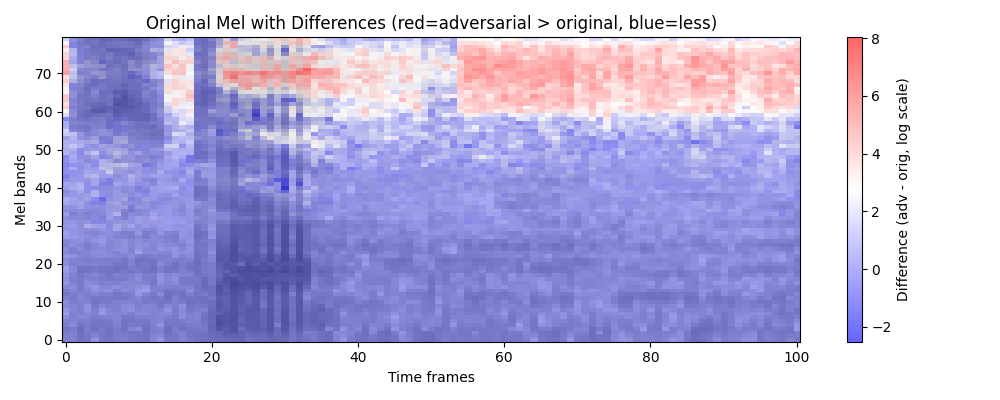 Original Mel with Differences (red=adversarial > original, blue=less)
Mel bands
70
60
50
40
30
20
10
0
0 20 40 60 80 100
Time frames
8
6
4
2
0
−2
Difference (adv - orig, log scale)